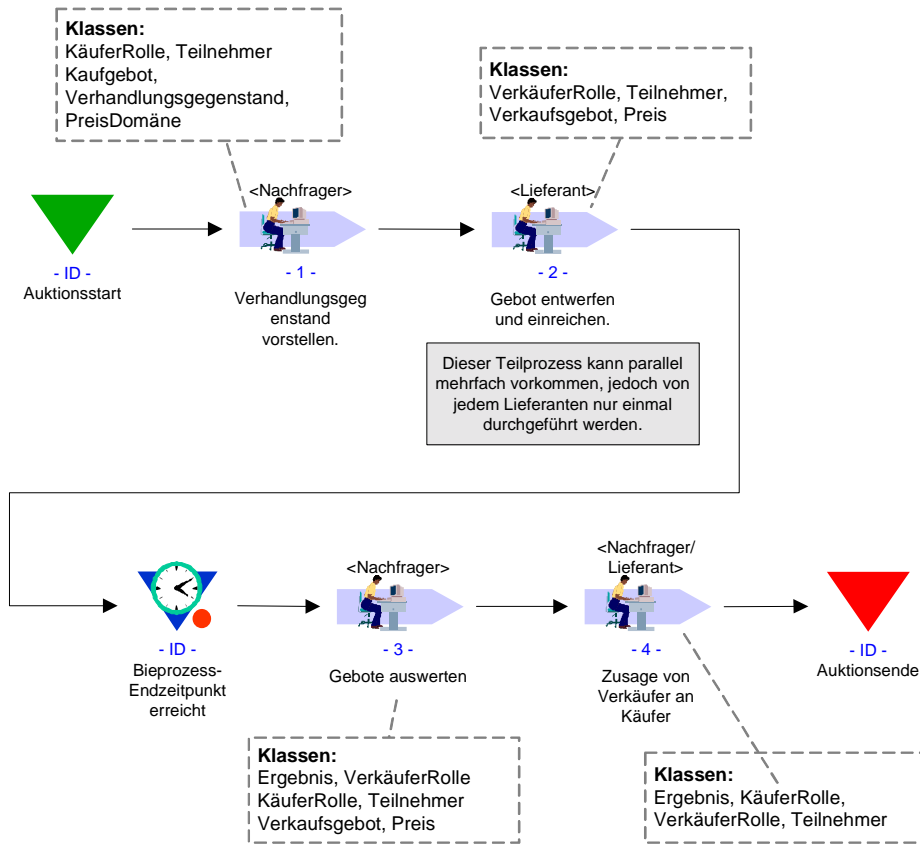 Klassen:
KäuferRolle, Teilnehmer
Kaufgebot,
Verhandlungsgegenstand,
PreisDomäne
Klassen:
VerkäuferRolle, Teilnehmer,
Verkaufsgebot, Preis
<Nachfrager>
<Lieferant>
- ID -
Auktionsstart
- 1 -
Verhandlungsgeg
enstand
vorstellen.
- 2 -
Gebot entwerfen
und einreichen.
Dieser Teilprozess kann parallel
mehrfach vorkommen, jedoch von
jedem Lieferanten nur einmal
durchgeführt werden.
<Nachfrager>
<Nachfrager/
Lieferant>
- ID -
Bieprozess-
Endzeitpunkt
erreicht
- 3 -
Gebote auswerten
- 4 -
Zusage von
Verkäufer an
Käufer
- ID -
Auktionsende
Klassen:
Ergebnis, VerkäuferRolle
KäuferRolle, Teilnehmer
Verkaufsgebot, Preis
Klassen:
Ergebnis, KäuferRolle,
VerkäuferRolle, Teilnehmer